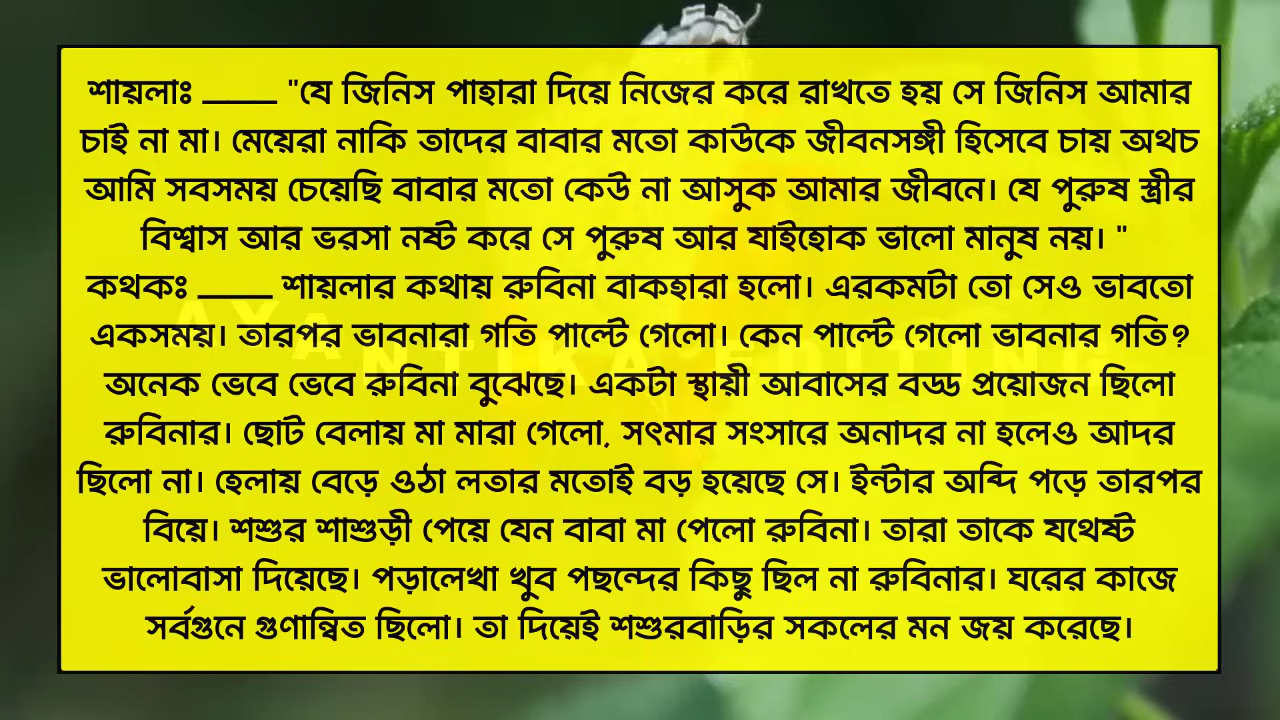 শায়লাঃ ____ "যে জিনিস পাহারা দিয়ে নিজের করে রাখতে হয় সে জিনিস আমার
চাই না মা। মেয়েরা নাকি তাদের বাবার মতো কাউকে জীবনসঙ্গী হিসেবে চায় অথচ
আমি সবসময় চেয়েছি বাবার মতো কেউ না আসুক আমার জীবনে। যে পুরুষ স্ত্রীর
বিশ্বাস আর ভরসা নষ্ট করে সে পুরুষ আর যাইহোক ভালো মানুষ নয়। "
কথকঃ ____ শায়লার কথায় রুবিনা বাকহারা হলো। এরকমটা তো সেও ভাবতো
একসময়। তারপর ভাবনারা গতি পাল্টে গেলো। কেন পাল্টে গেলো ভাবনার গতি?
অনেক ভেবে ভেবে রুবিনা বুঝেছে। একটা স্থায়ী আবাসের বড্ড প্রয়োজন ছিলো
রুবিনার। ছোট বেলায় মা মারা গেলো, সৎমার সংসারে অনাদর না হলেও আদর
ছিলো না। হেলায় বেড়ে ওঠা লতার মতোই বড় হয়েছে সে। ইন্টার অব্দি পড়ে তারপর
বিয়ে। শশুর শাশুড়ী পেয়ে যেন বাবা মা পেলো রুবিনা। তারা তাকে যথেষ্ট
ভালোবাসা দিয়েছে। পড়ালেখা খুব পছন্দের কিছু ছিল না রুবিনার। ঘরের কাজে
সর্বগুনে গুণান্বিত ছিলো। তা দিয়েই শশুরবাড়ির সকলের মন জয় করেছে।